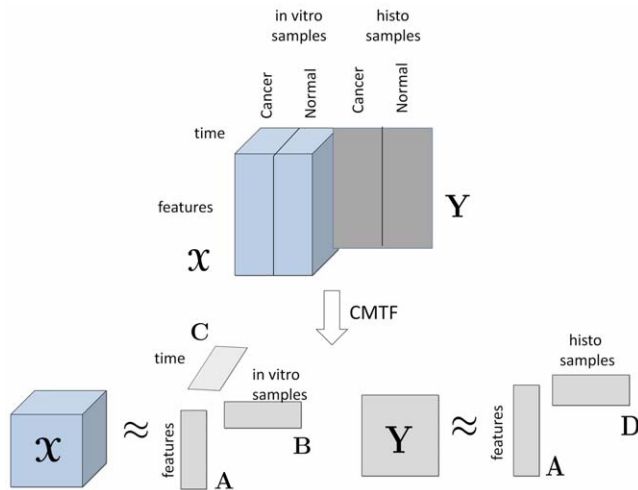 in vitro
samples
histo
samples
Cancer
Normal
Cancer
Normal
time
features
X
Y
CMTF
C
time
in vitro
samples
histo
samples
X
≈
features
A
B
Y
≈
features
A
D